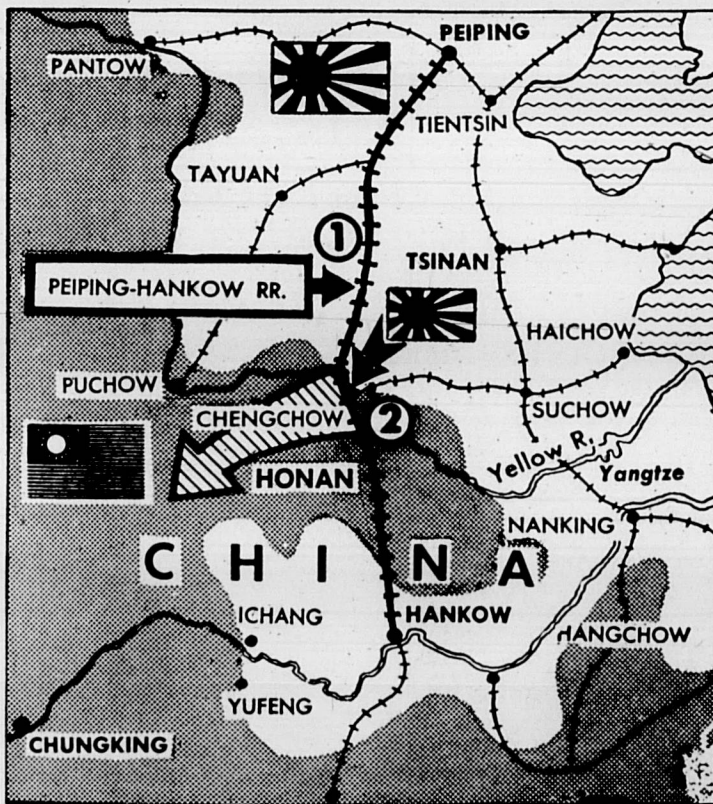 PEIPING
PANTOW
TIENTSIN
TAYUAN
1
TSINAN
PEIPING-HANKOW RR.
HAICHOW
PUCHOW
CHENGCHOW
2
SUCHOW
Yellow R.
HONAN
Yangtze
NANKING
CHINA
ICHANG
HANKOW
HANGCHOW
YUFENG
CHUNGKING